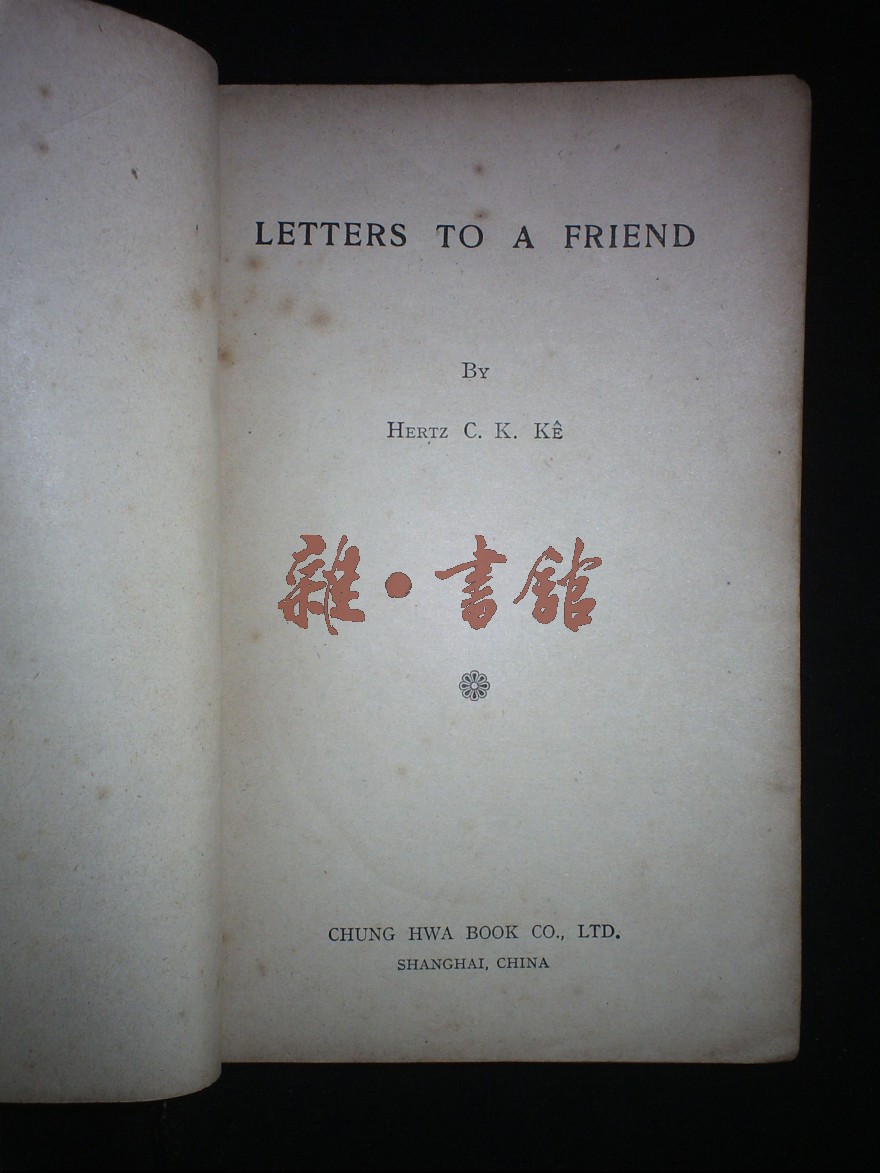 LETTERS TO A FRIEND
By
Hertz C. K. Kê
雜·書館
CHUNG HWA BOOK CO., LTD.
SHANGHAI, CHINA